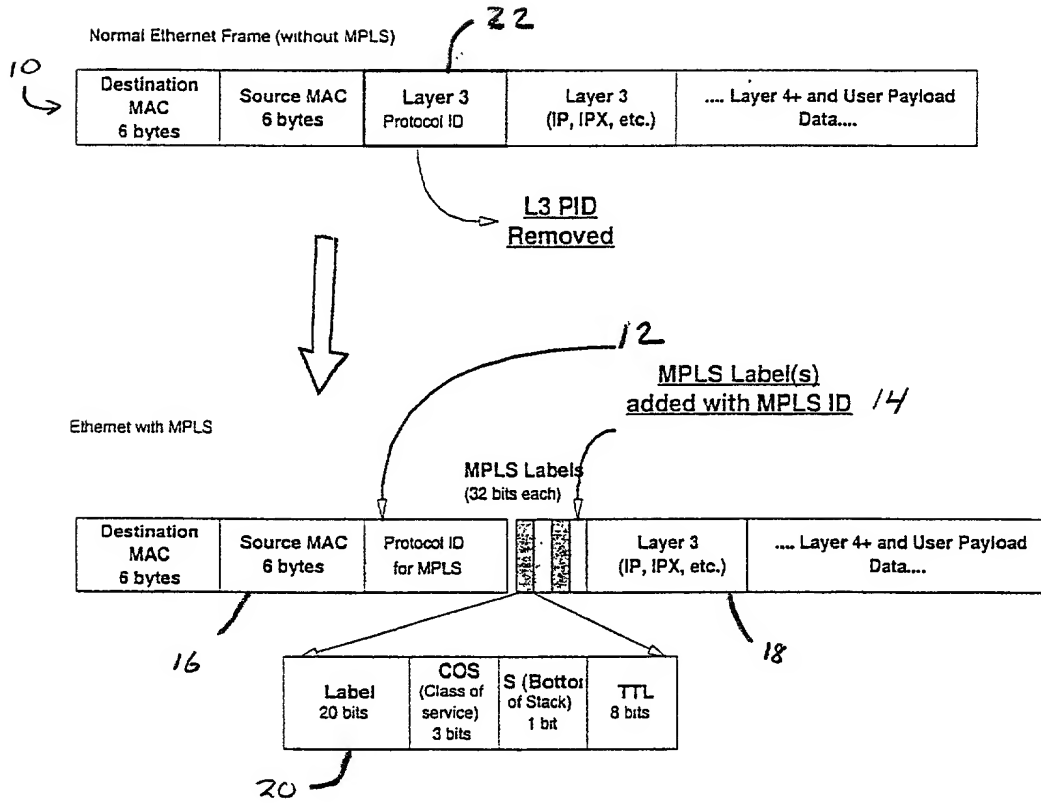 22
Normal Ethernet Frame (without MPLS)
10
Destination
MAC
6 bytes
Source MAC
6 bytes
Layer 3
Protocol ID
Layer 3
(IP, IPX, etc.)
.... Layer 4+ and User Payload
Data....
L3 PID
Removed
12
MPLS Label(s)
added with MPLS ID 14
Ethernet with MPLS
MPLS Labels
(32 bits each)
Destination
MAC
6 bytes
Source MAC
6 bytes
Protocol ID
for MPLS
Layer 3
(IP, IPX, etc.)
.... Layer 4+ and User Payload
Data....
16
18
Label
20 bits
COS
(Class of
service)
3 bits
S (Bottor
of Stack)
1 bit
TTL
8 bits
20